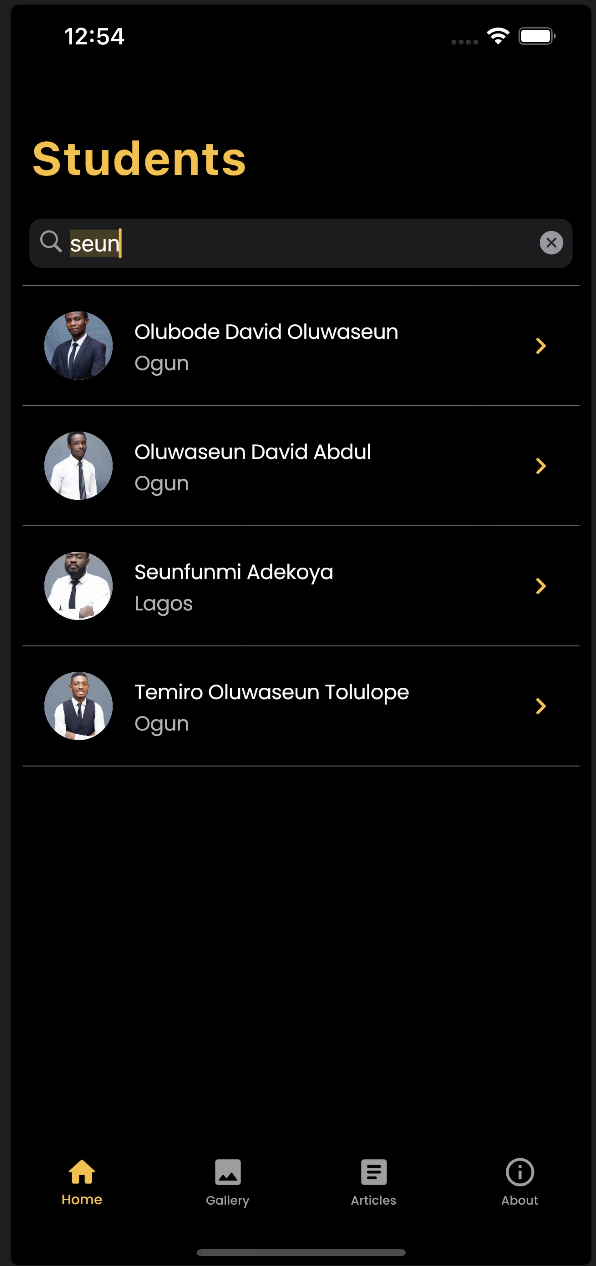 12:54
Students
seun
Olubode David Oluwaseun
Ogun
Oluwaseun David Abdul
Ogun
Seunfunmi Adekoya
Lagos
Temiro Oluwaseun Tolulope
Ogun
Home
Gallery
Articles
About